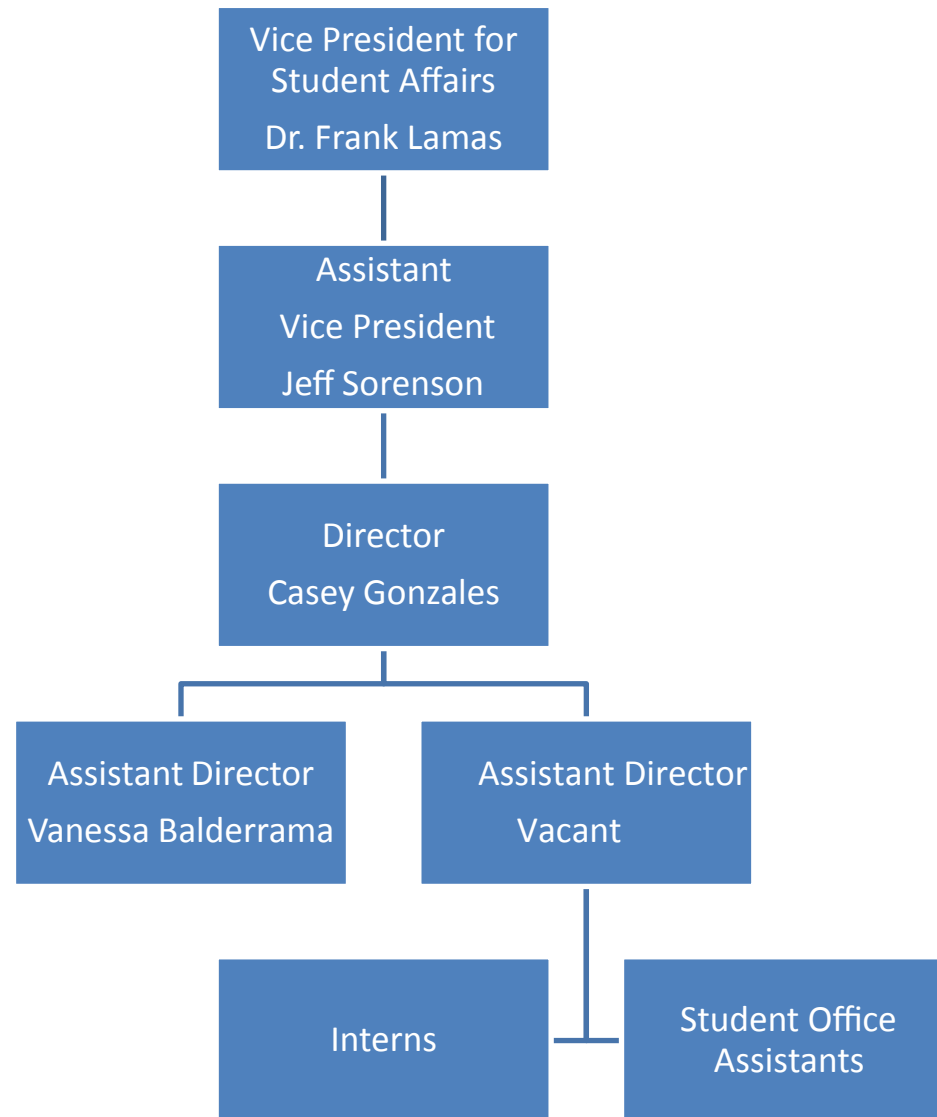 Vice President for
Student Affairs
Dr. Frank Lamas
Assistant
Vice President
Jeff Sorenson
Director
Casey Gonzales
Assistant Director
Vanessa Balderrama
Assistant Director
Vacant
Interns
Student Office
Assistants